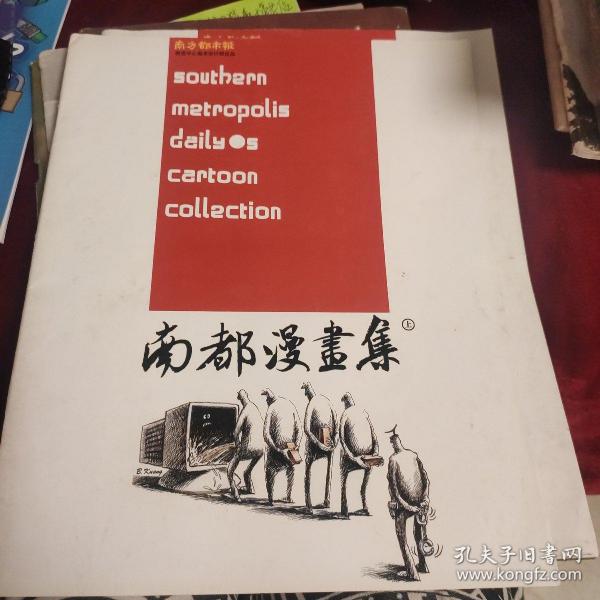 南方都市报
southern
metropolis
daily s
cartoon
collection
南都漫畫集
上
B. Kuang
孔夫子旧书网
www.kongfz.com